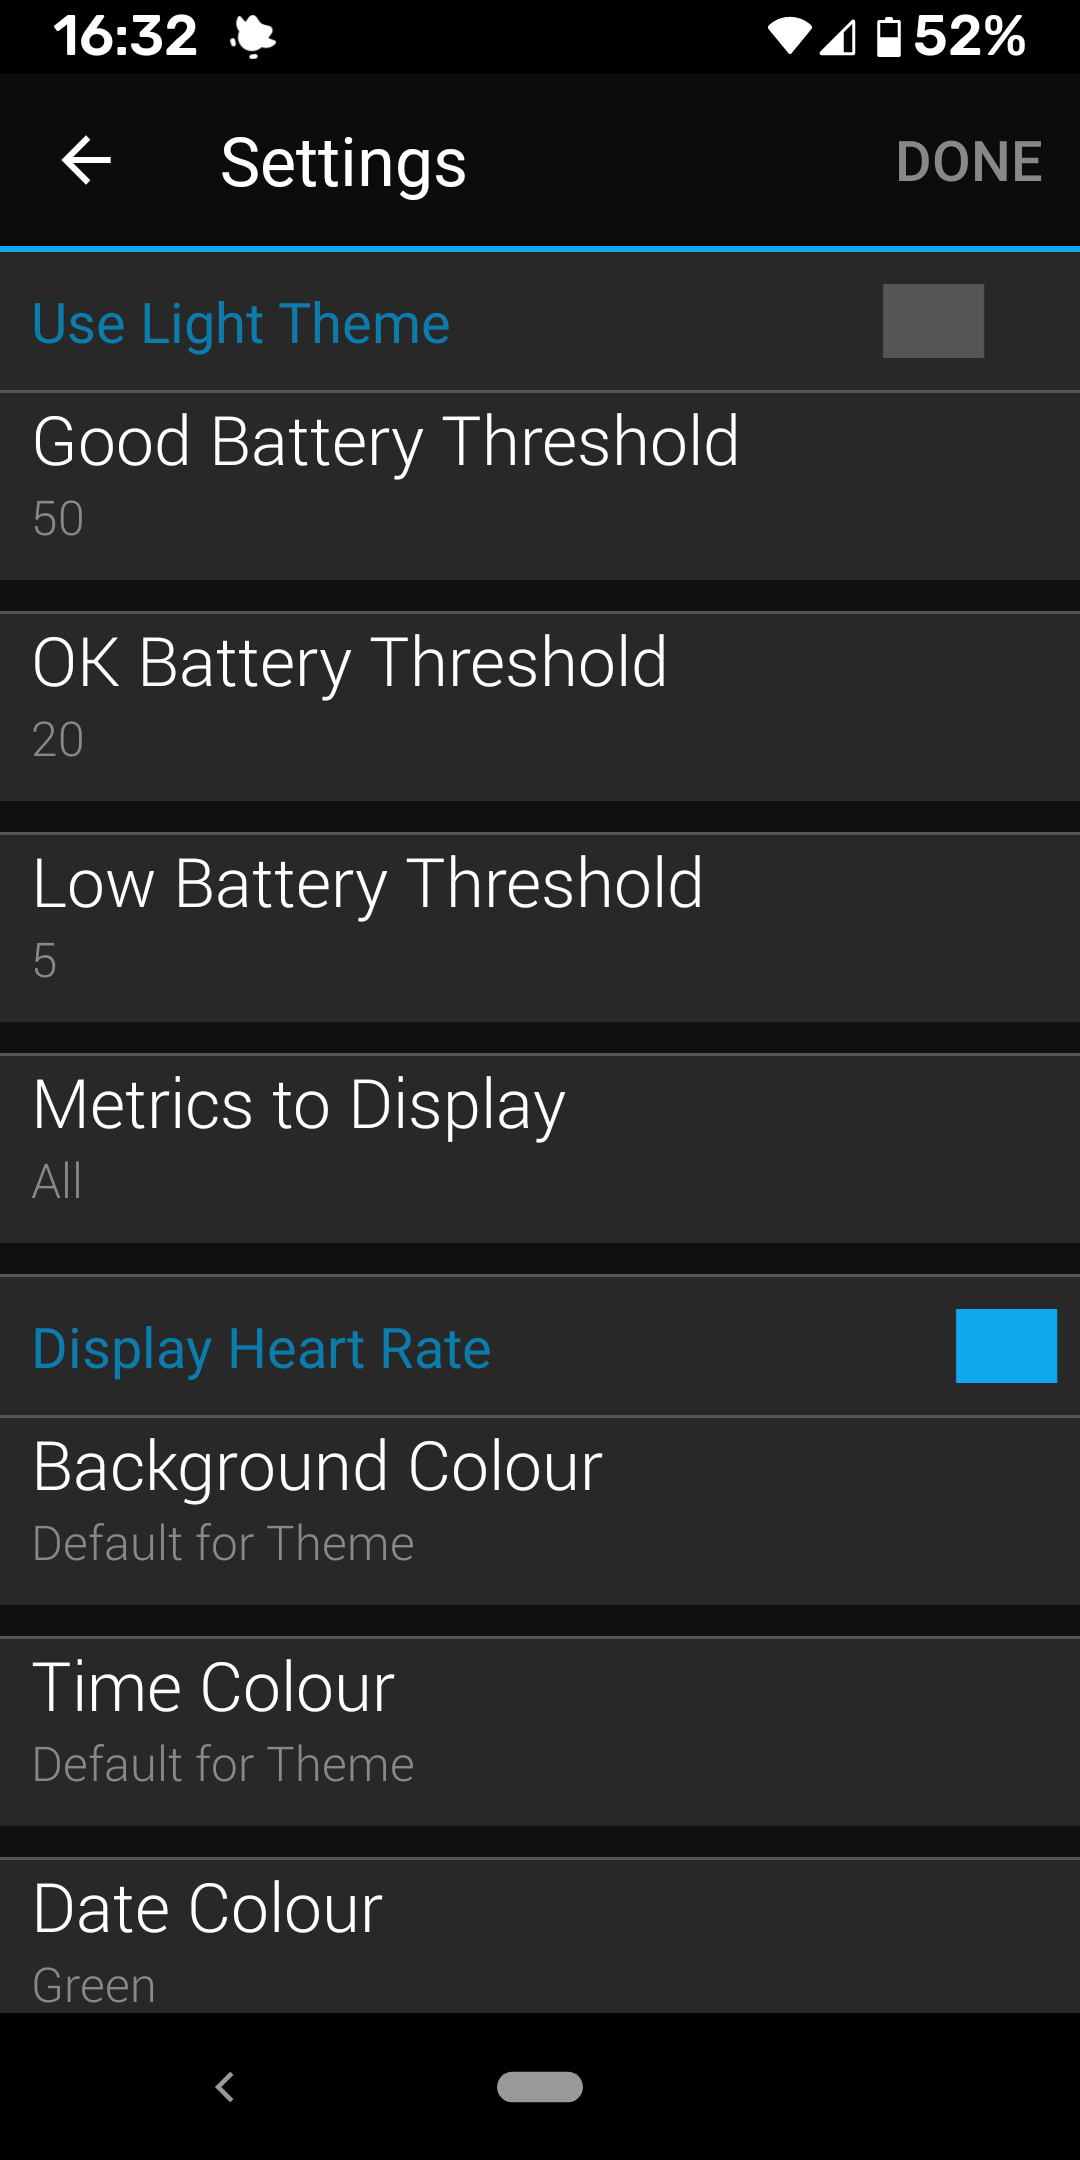 16:32 52%
Settings DONE
Use Light Theme
Good Battery Threshold
50
OK Battery Threshold
20
Low Battery Threshold
5
Metrics to Display
All
Display Heart Rate
Background Colour
Default for Theme
Time Colour
Default for Theme
Date Colour
Green